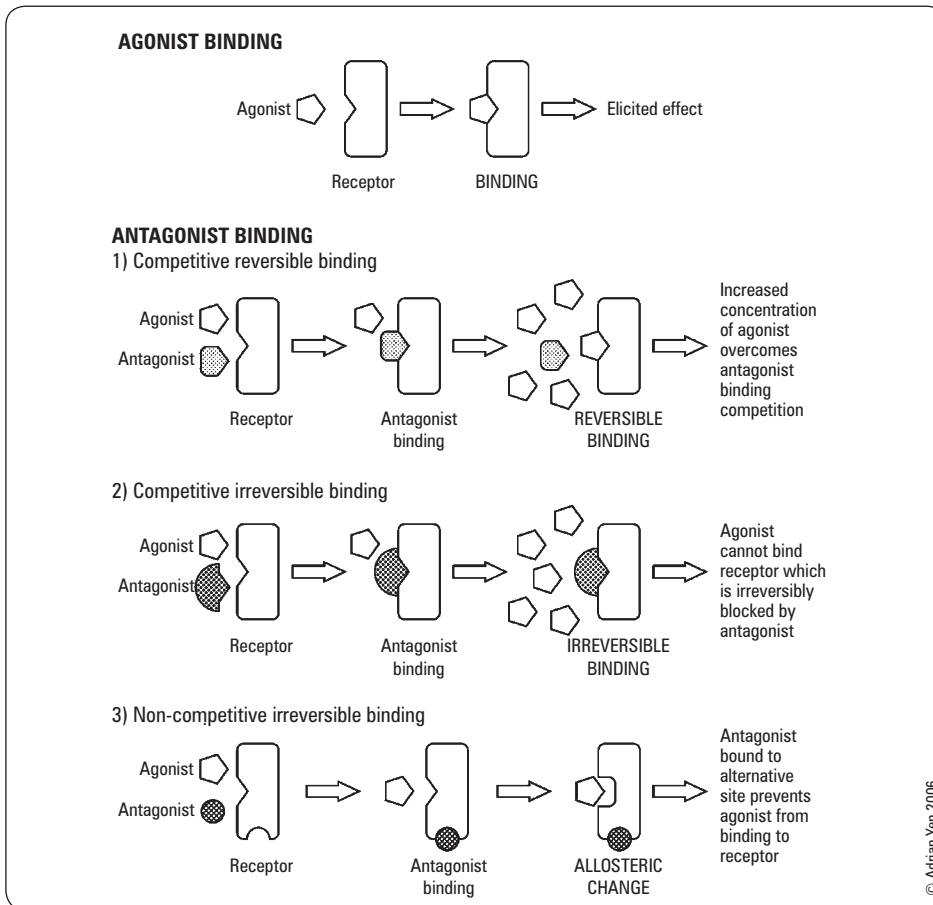 AGONIST BINDING
Agonist
Elicited effect
Receptor
BINDING
ANTAGONIST BINDING
1) Competitive reversible binding
Agonist
Antagonist
Receptor
Antagonist
binding
REVERSIBLE
BINDING
Increased
concentration
of agonist
overcomes
antagonist
binding
competition
2) Competitive irreversible binding
Agonist
Antagonist
Receptor
Antagonist
binding
IRREVERSIBLE
BINDING
Agonist
cannot bind
receptor which
is irreversibly
blocked by
antagonist
3) Non-competitive irreversible binding
Agonist
Antagonist
Receptor
Antagonist
binding
ALLOSTERIC
CHANGE
Antagonist
bound to
alternative
site prevents
agonist from
binding to
receptor
© Adrian Yen 2006